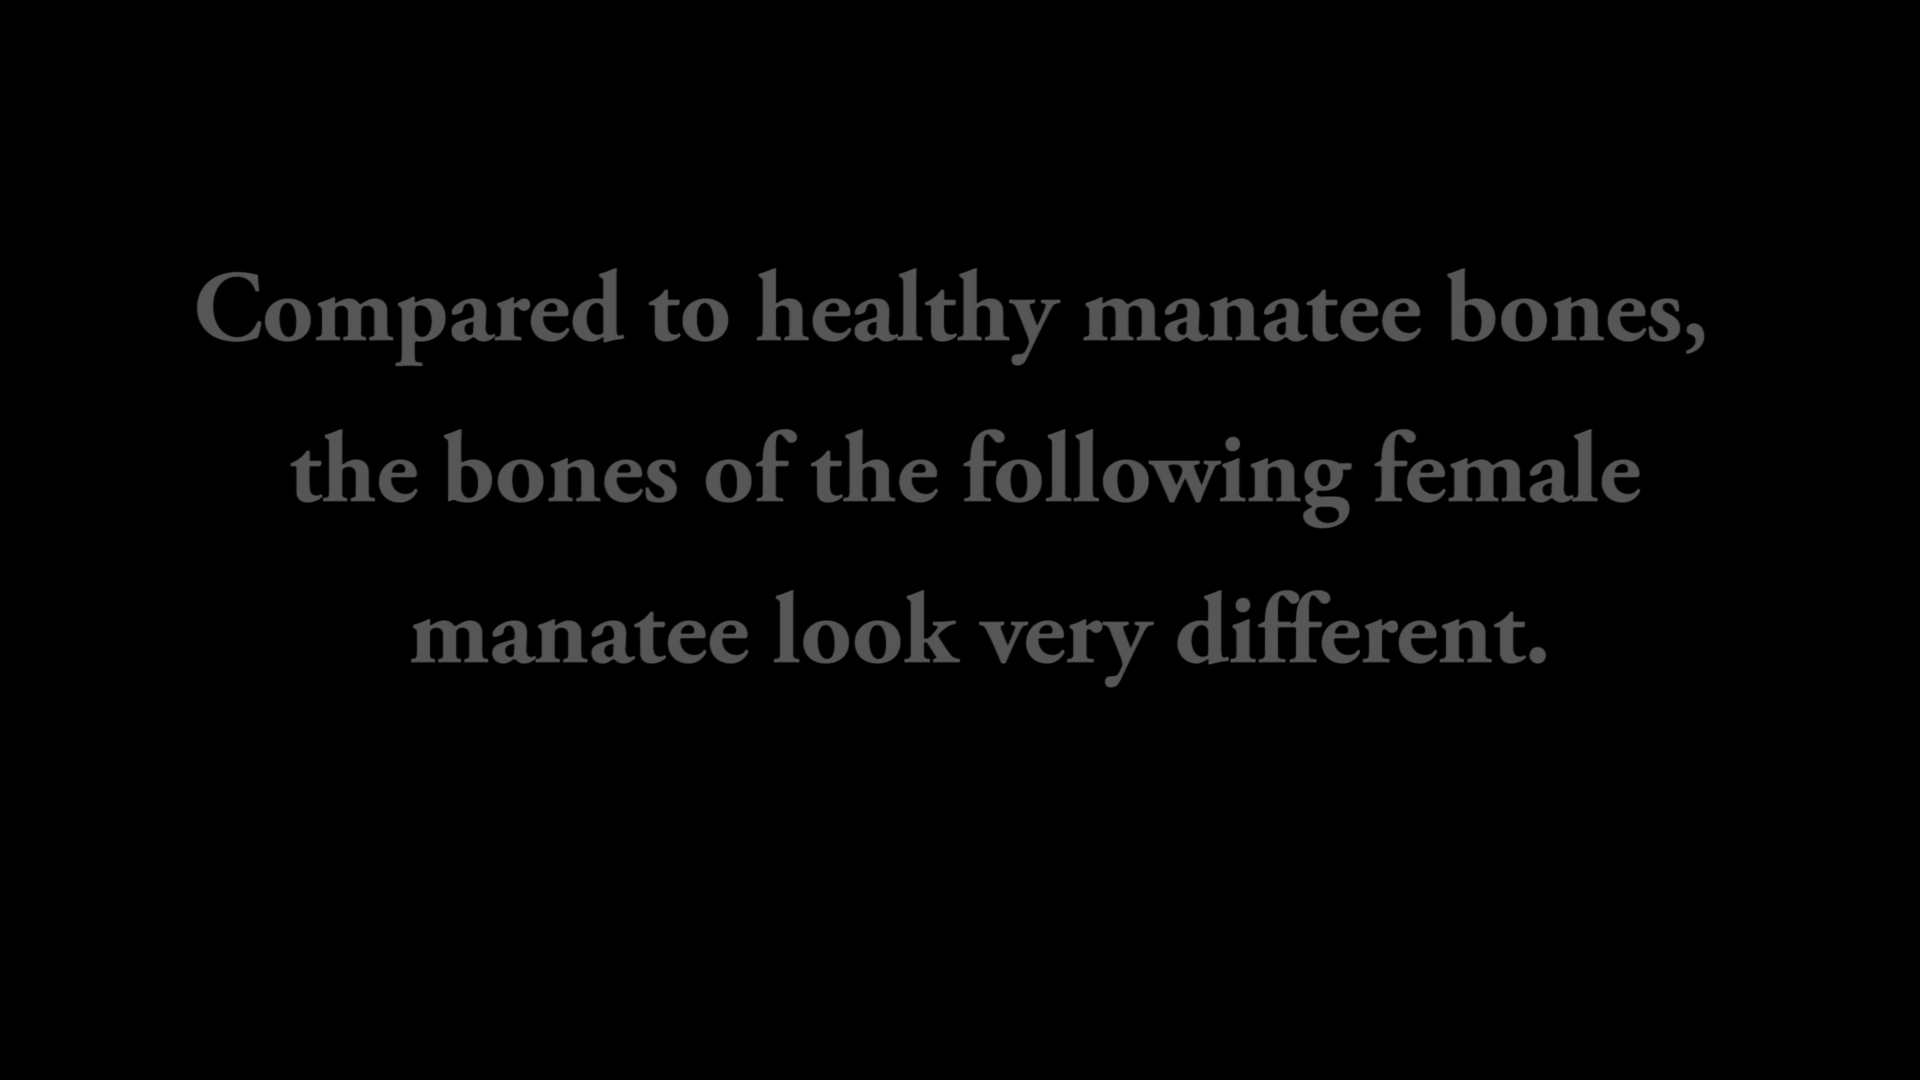 Compared to healthy manatee bones,
the bones of the following female
manatee look very different.